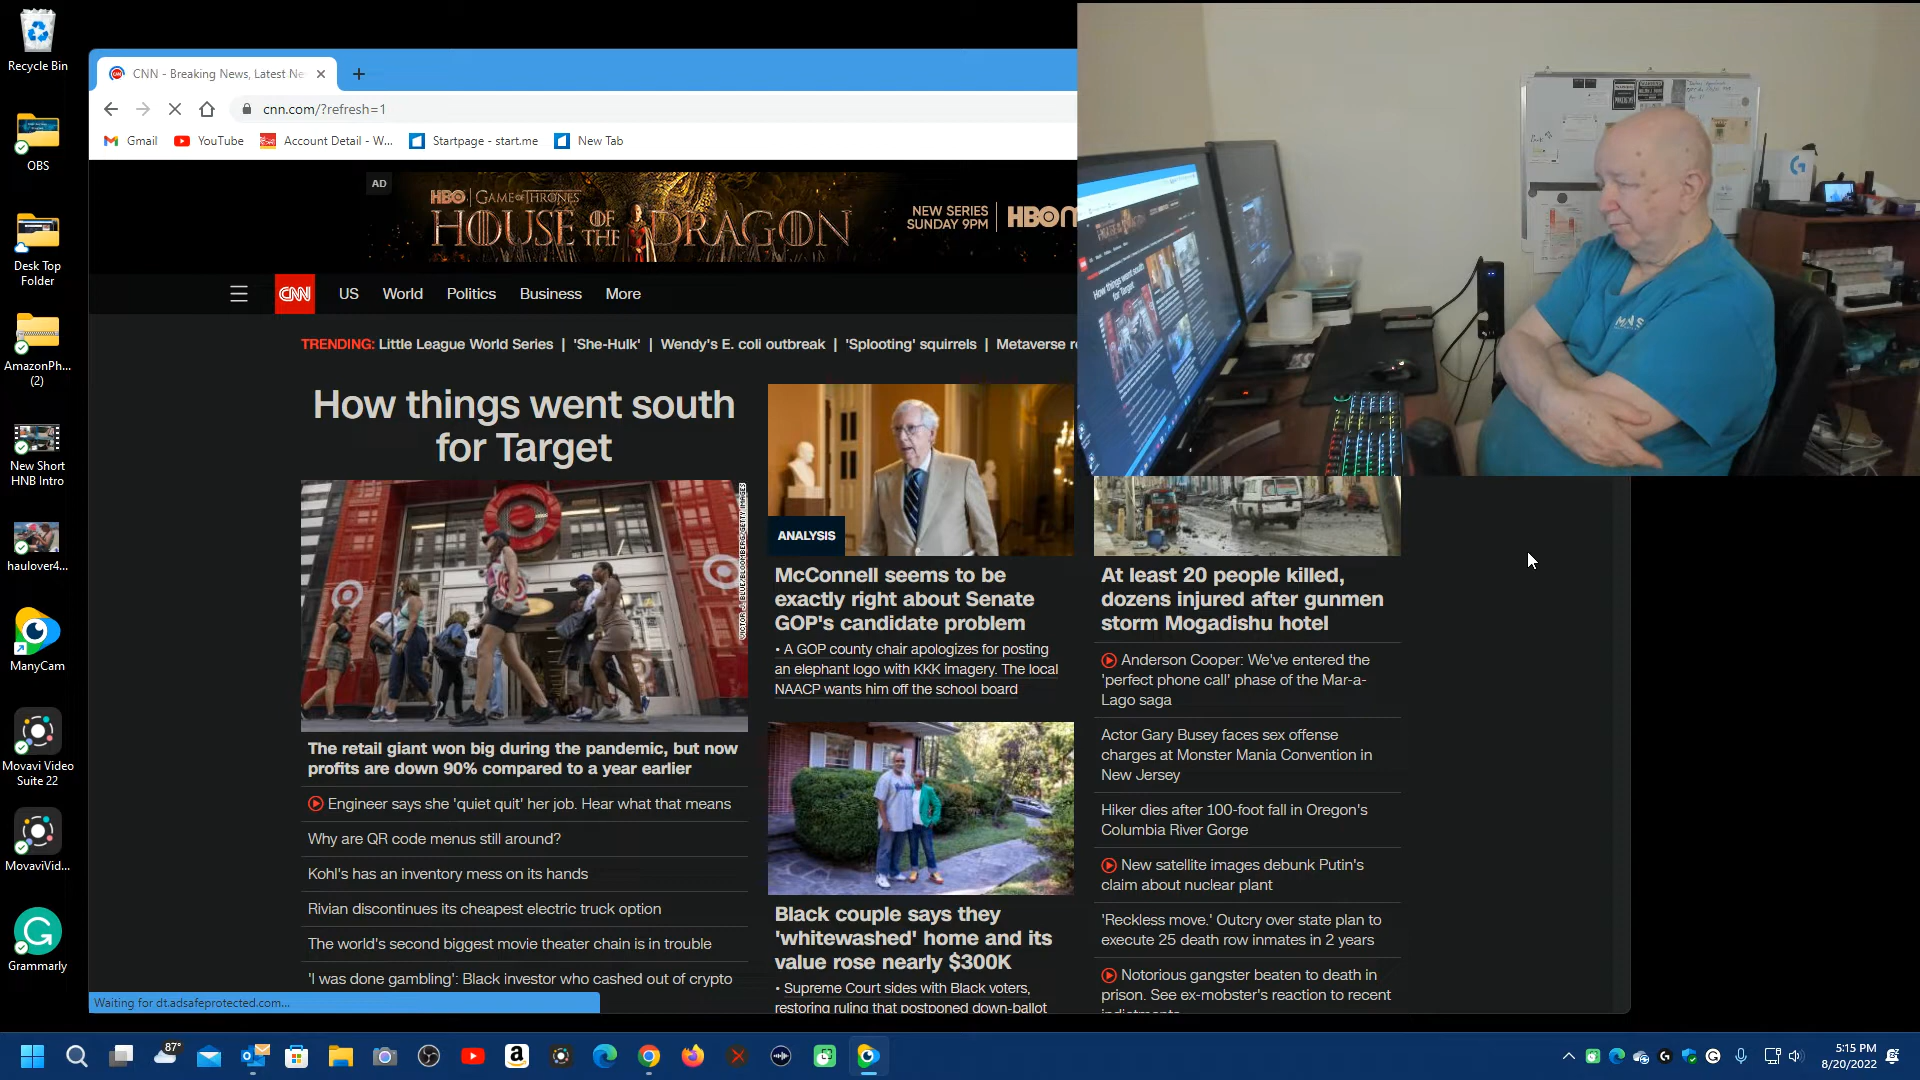 Recycle Bin
OBS
Desk Top
Folder
AmazonPh...
(2)
New Short
HNB Intro
haulover4...
ManyCam
Movavi Video
Suite 22
MovaviVid...
Grammarly
CNN - Breaking News, Latest Ne
cnn.com/?refresh=1
Gmail
YouTube
Account Detail - W...
Startpage - start.me
New Tab
AD
HBO | GAME OF THRONES
HOUSE OF THE DRAGON
NEW SERIES
SUNDAY 9PM
HBOm
CNN
US
World
Politics
Business
More
TRENDING: Little League World Series | 'She-Hulk' | Wendy's E. coli outbreak | 'Splooting' squirrels | Metaverse r
How things went south
for Target
VICTOR J. BLUE/BLOOMBERG/GETTY IMAGES
The retail giant won big during the pandemic, but now
profits are down 90% compared to a year earlier
Engineer says she 'quiet quit' her job. Hear what that means
Why are QR code menus still around?
Kohl's has an inventory mess on its hands
Rivian discontinues its cheapest electric truck option
The world's second biggest movie theater chain is in trouble
'I was done gambling': Black investor who cashed out of crypto
Waiting for dt.adsafeprotected.com...
ANALYSIS
McConnell seems to be
exactly right about Senate
GOP's candidate problem
• A GOP county chair apologizes for posting
an elephant logo with KKK imagery. The local
NAACP wants him off the school board
Black couple says they
'whitewashed' home and its
value rose nearly $300K
• Supreme Court sides with Black voters,
restoring ruling that postponed down-ballot
At least 20 people killed,
dozens injured after gunmen
storm Mogadishu hotel
Anderson Cooper: We've entered the
'perfect phone call' phase of the Mar-a-
Lago saga
Actor Gary Busey faces sex offense
charges at Monster Mania Convention in
New Jersey
Hiker dies after 100-foot fall in Oregon's
Columbia River Gorge
New satellite images debunk Putin's
claim about nuclear plant
'Reckless move.' Outcry over state plan to
execute 25 death row inmates in 2 years
Notorious gangster beaten to death in
prison. See ex-mobster's reaction to recent
indictments
How things went south
for Target
87°
5:15 PM
8/20/2022